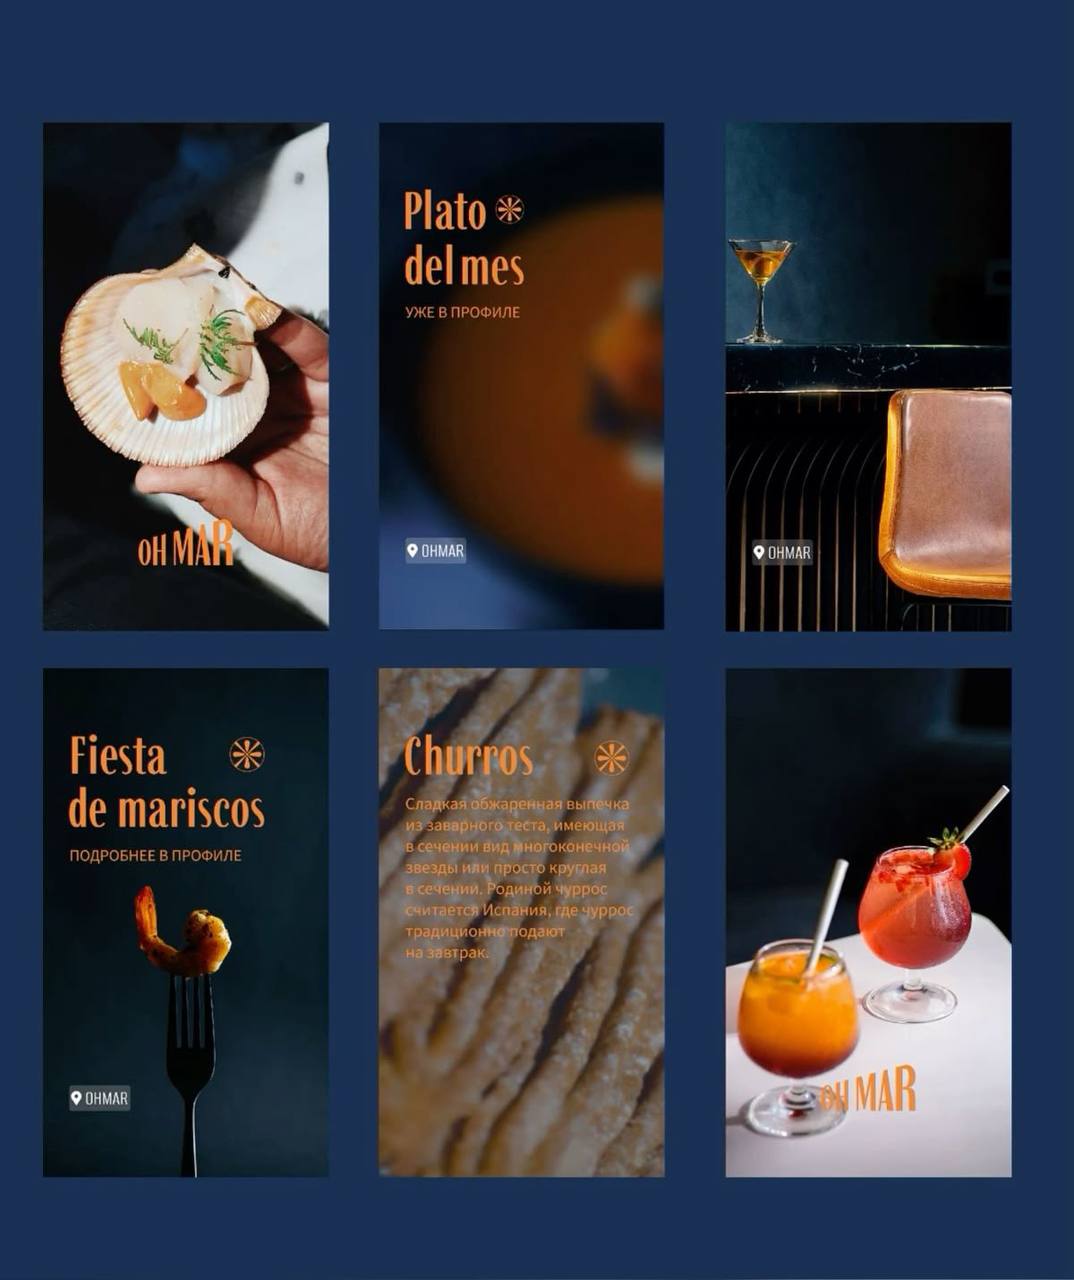 OH MAR
Plato
del mes
УЖЕ В ПРОФИЛЕ
OHMAR
OHMAR
Fiesta
de mariscos
ПОДРОБНЕЕ В ПРОФИЛЕ
OHMAR
Churros
Сладкая обжаренная выпечка
из заварного теста, имеющая
в сечении вид многоконечной
звезды или просто круглая
в сечении. Родиной чуррос
считается Испания, где чуррос
традиционно подают
на завтрак.
OH MAR